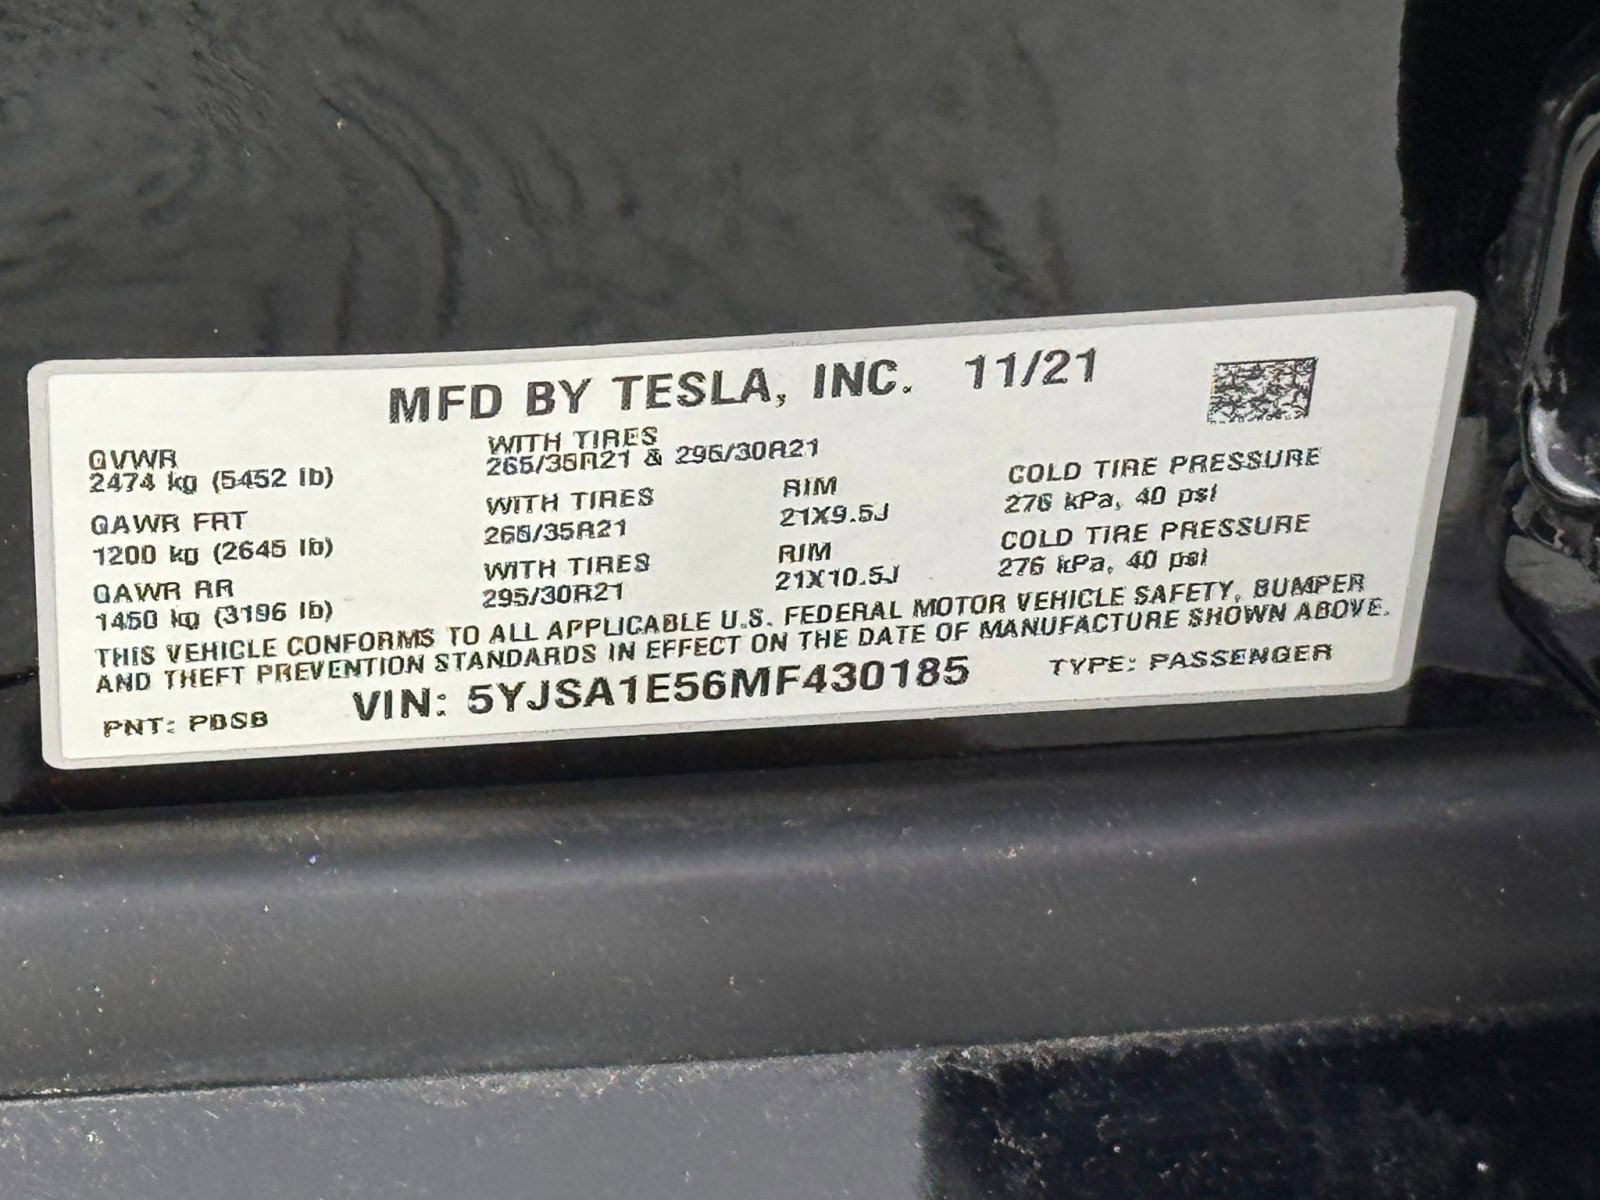 MFD BY TESLA, INC. 11/21
GVWR
2474 kg (5452 lb)
WITH TIRES
265/35R21 & 295/30R21
GAWR FRT
1200 kg (2645 lb)
WITH TIRES
265/35R21
RIM
21X9.5J
COLD TIRE PRESSURE
276 kPa, 40 psi
GAWR RR
1450 kg (3196 lb)
WITH TIRES
295/30R21
RIM
21X10.5J
COLD TIRE PRESSURE
276 kPa, 40 psi
THIS VEHICLE CONFORMS TO ALL APPLICABLE U.S. FEDERAL MOTOR VEHICLE SAFETY, BUMPER
AND THEFT PREVENTION STANDARDS IN EFFECT ON THE DATE OF MANUFACTURE SHOWN ABOVE.
PNT: PBSB
VIN: 5YJSA1E56MF430185
TYPE: PASSENGER